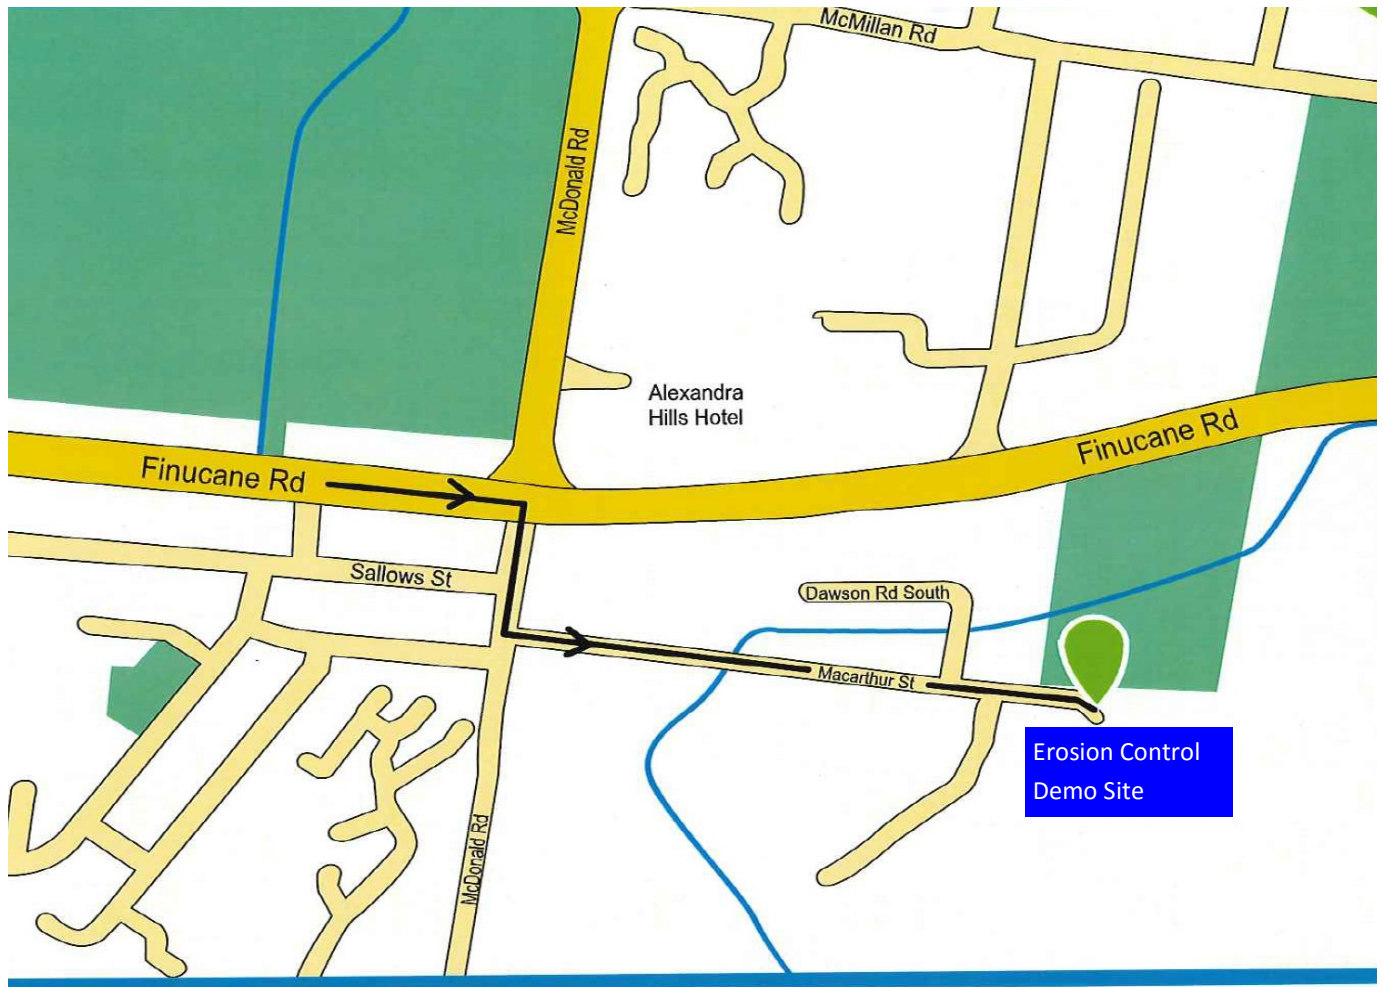 McMillan Rd
McDonald Rd
Alexandra
Hills Hotel
Finucane Rd
Finucane Rd
Sallows St
Dawson Rd South
Macarthur St
Erosion Control
Demo Site
McDonald Rd